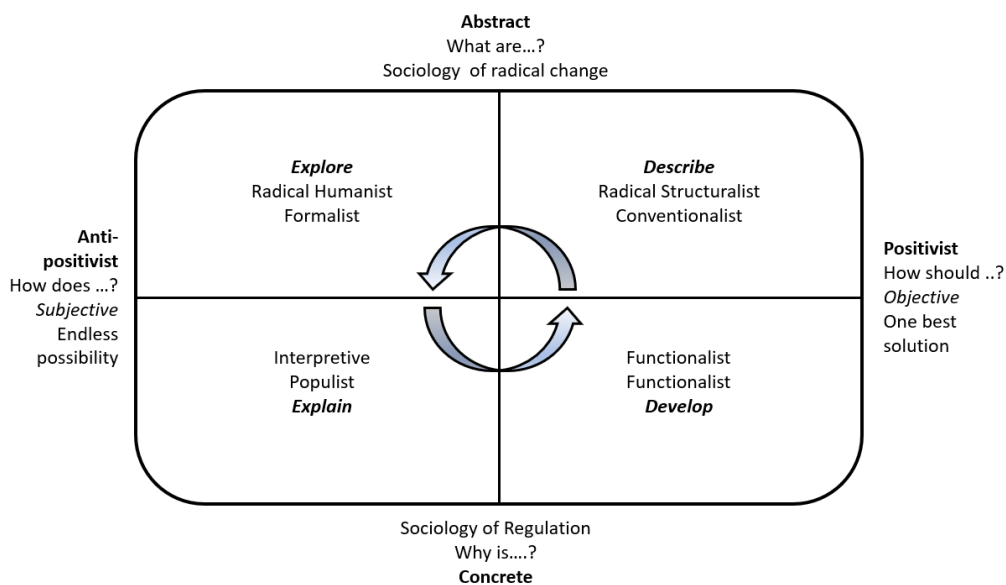 Abstract
What are...?
Sociology  of radical change
Explore
Radical Humanist
Formalist
Describe
Radical Structuralist
Conventionalist
Anti-
positivist
How does ...?
Subjective
Endless
possibility
Positivist
How should ..?
Objective
One best
solution
Interpretive
Populist
Explain
Functionalist
Functionalist
Develop
Sociology of Regulation
Why is....?
Concrete